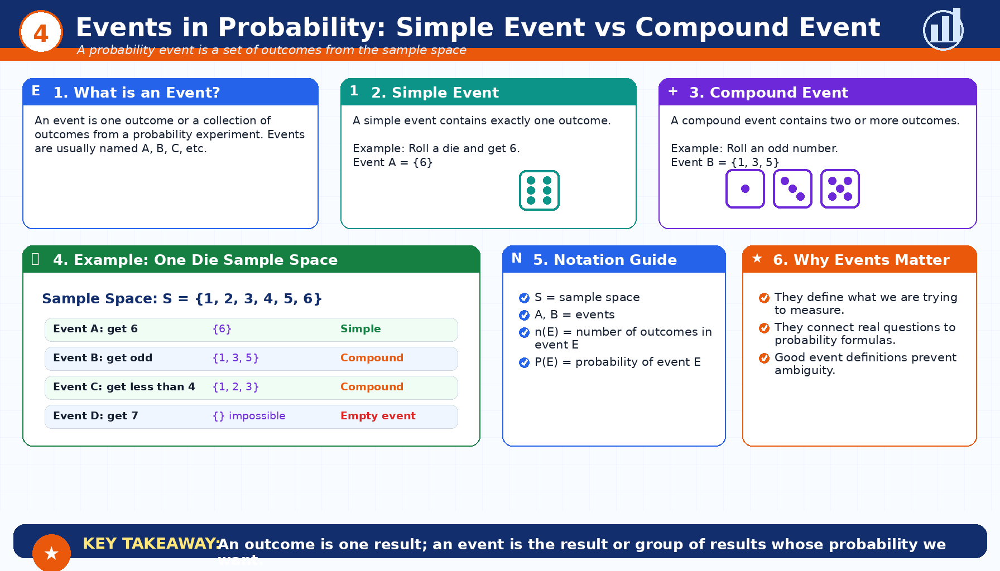 4
Events in Probability: Simple Event vs Compound Event
A probability event is a set of outcomes from the sample space
E 1. What is an Event?
An event is one outcome or a collection of
outcomes from a probability experiment. Events
are usually named A, B, C, etc.
1 2. Simple Event
A simple event contains exactly one outcome.
Example: Roll a die and get 6.
Event A = {6}
+ 3. Compound Event
A compound event contains two or more outcomes.
Example: Roll an odd number.
Event B = {1, 3, 5}
4. Example: One Die Sample Space
Sample Space: S = {1, 2, 3, 4, 5, 6}
Event A: get 6 {6} Simple
Event B: get odd {1, 3, 5} Compound
Event C: get less than 4 {1, 2, 3} Compound
Event D: get 7 {} impossible Empty event
N 5. Notation Guide
S = sample space
A, B = events
n(E) = number of outcomes in
event E
P(E) = probability of event E
★ 6. Why Events Matter
They define what we are trying
to measure.
They connect real questions to
probability formulas.
Good event definitions prevent
ambiguity.
★ KEY TAKEAWAY: An outcome is one result; an event is the result or group of results whose probability we
want.